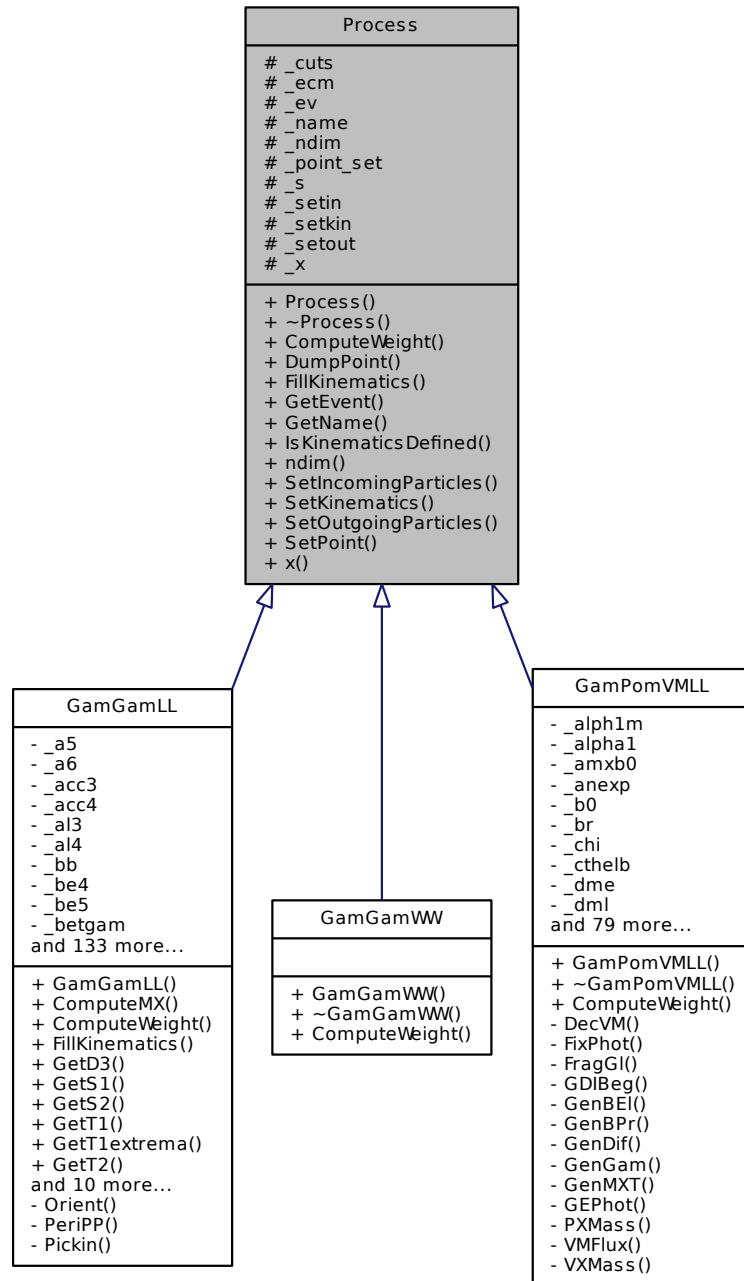 Process
# _cuts
# _ecm
# _ev
# _name
# _ndim
# _point_set
# _s
# _setin
# _setkin
# _setout
# _x
+ Process()
+ ~Process()
+ ComputeWeight()
+ DumpPoint()
+ FillKinematics()
+ GetEvent()
+ GetName()
+ IsKinematicsDefined()
+ ndim()
+ SetIncomingParticles()
+ SetKinematics()
+ SetOutgoingParticles()
+ SetPoint()
+ x()
GamGamLL
- _a5
- _a6
- _acc3
- _acc4
- _al3
- _al4
- _bb
- _be4
- _be5
- _betgam
and 133 more...
+ GamGamLL()
+ ComputeMX()
+ ComputeWeight()
+ FillKinematics()
+ GetD3()
+ GetS1()
+ GetS2()
+ GetT1()
+ GetT1extrema()
+ GetT2()
and 10 more...
- Orient()
- PeriPP()
- Pickin()
GamGamWW
+ GamGamWW()
+ ~GamGamWW()
+ ComputeWeight()
GamPomVMLL
- _alph1m
- _alpha1
- _amxb0
- _anexp
- _b0
- _br
- _chi
- _cthelb
- _dme
- _dml
and 79 more...
+ GamPomVMLL()
+ ~GamPomVMLL()
+ ComputeWeight()
- DecVM()
- FixPhot()
- FragGl()
- GDIBeg()
- GenBEl()
- GenBPr()
- GenDif()
- GenGam()
- GenMXT()
- GEPhot()
- PXMass()
- VMFlux()
- VXMass()